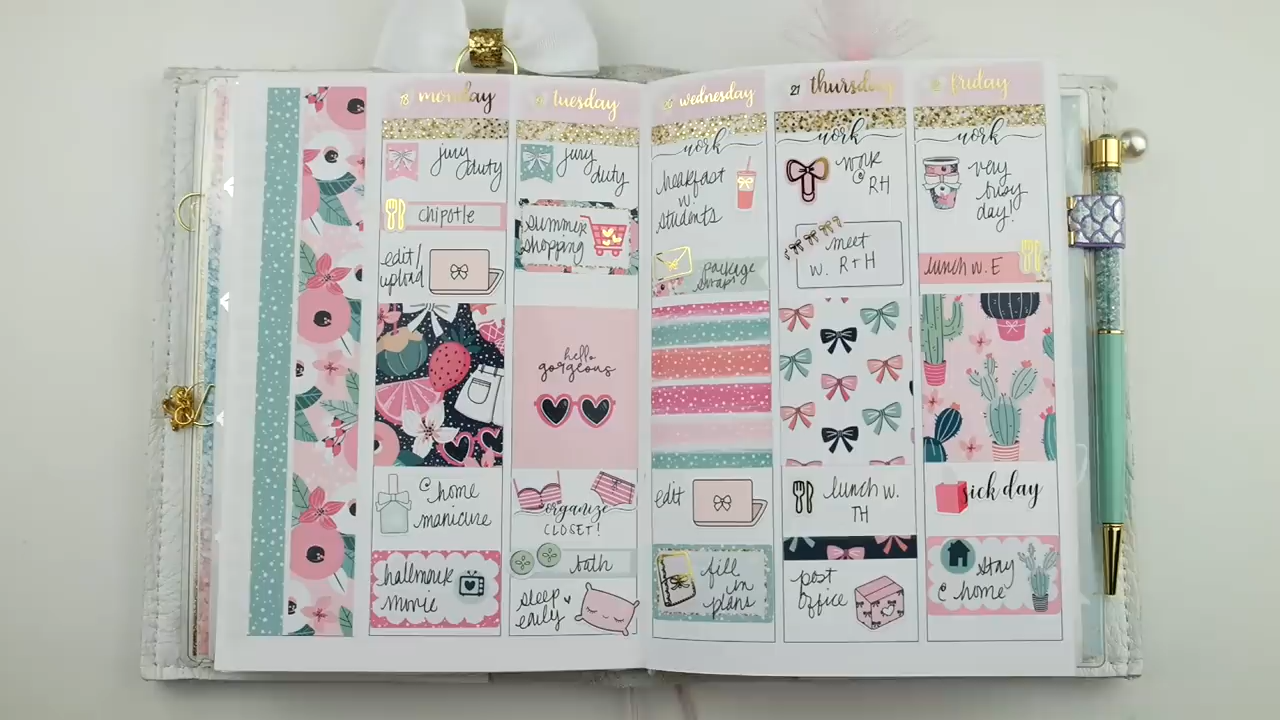 18 monday
jury
duty
chipotle
edit/
upload
@ home
manicure
hallmark
movie
tuesday
jury
duty
summer
shopping
hello
gorgeous
organize
CLOSET!
bath
sleep
early
wednesday
work
breakfast
w.
students
package
swaps
edit
fill
in
plans
21 thursday
work
work
@
RH
meet
w. R+H
lunch w.
TH
post
office
friday
work
very
busy
day!
lunch w. E
sick day
stay
@ home